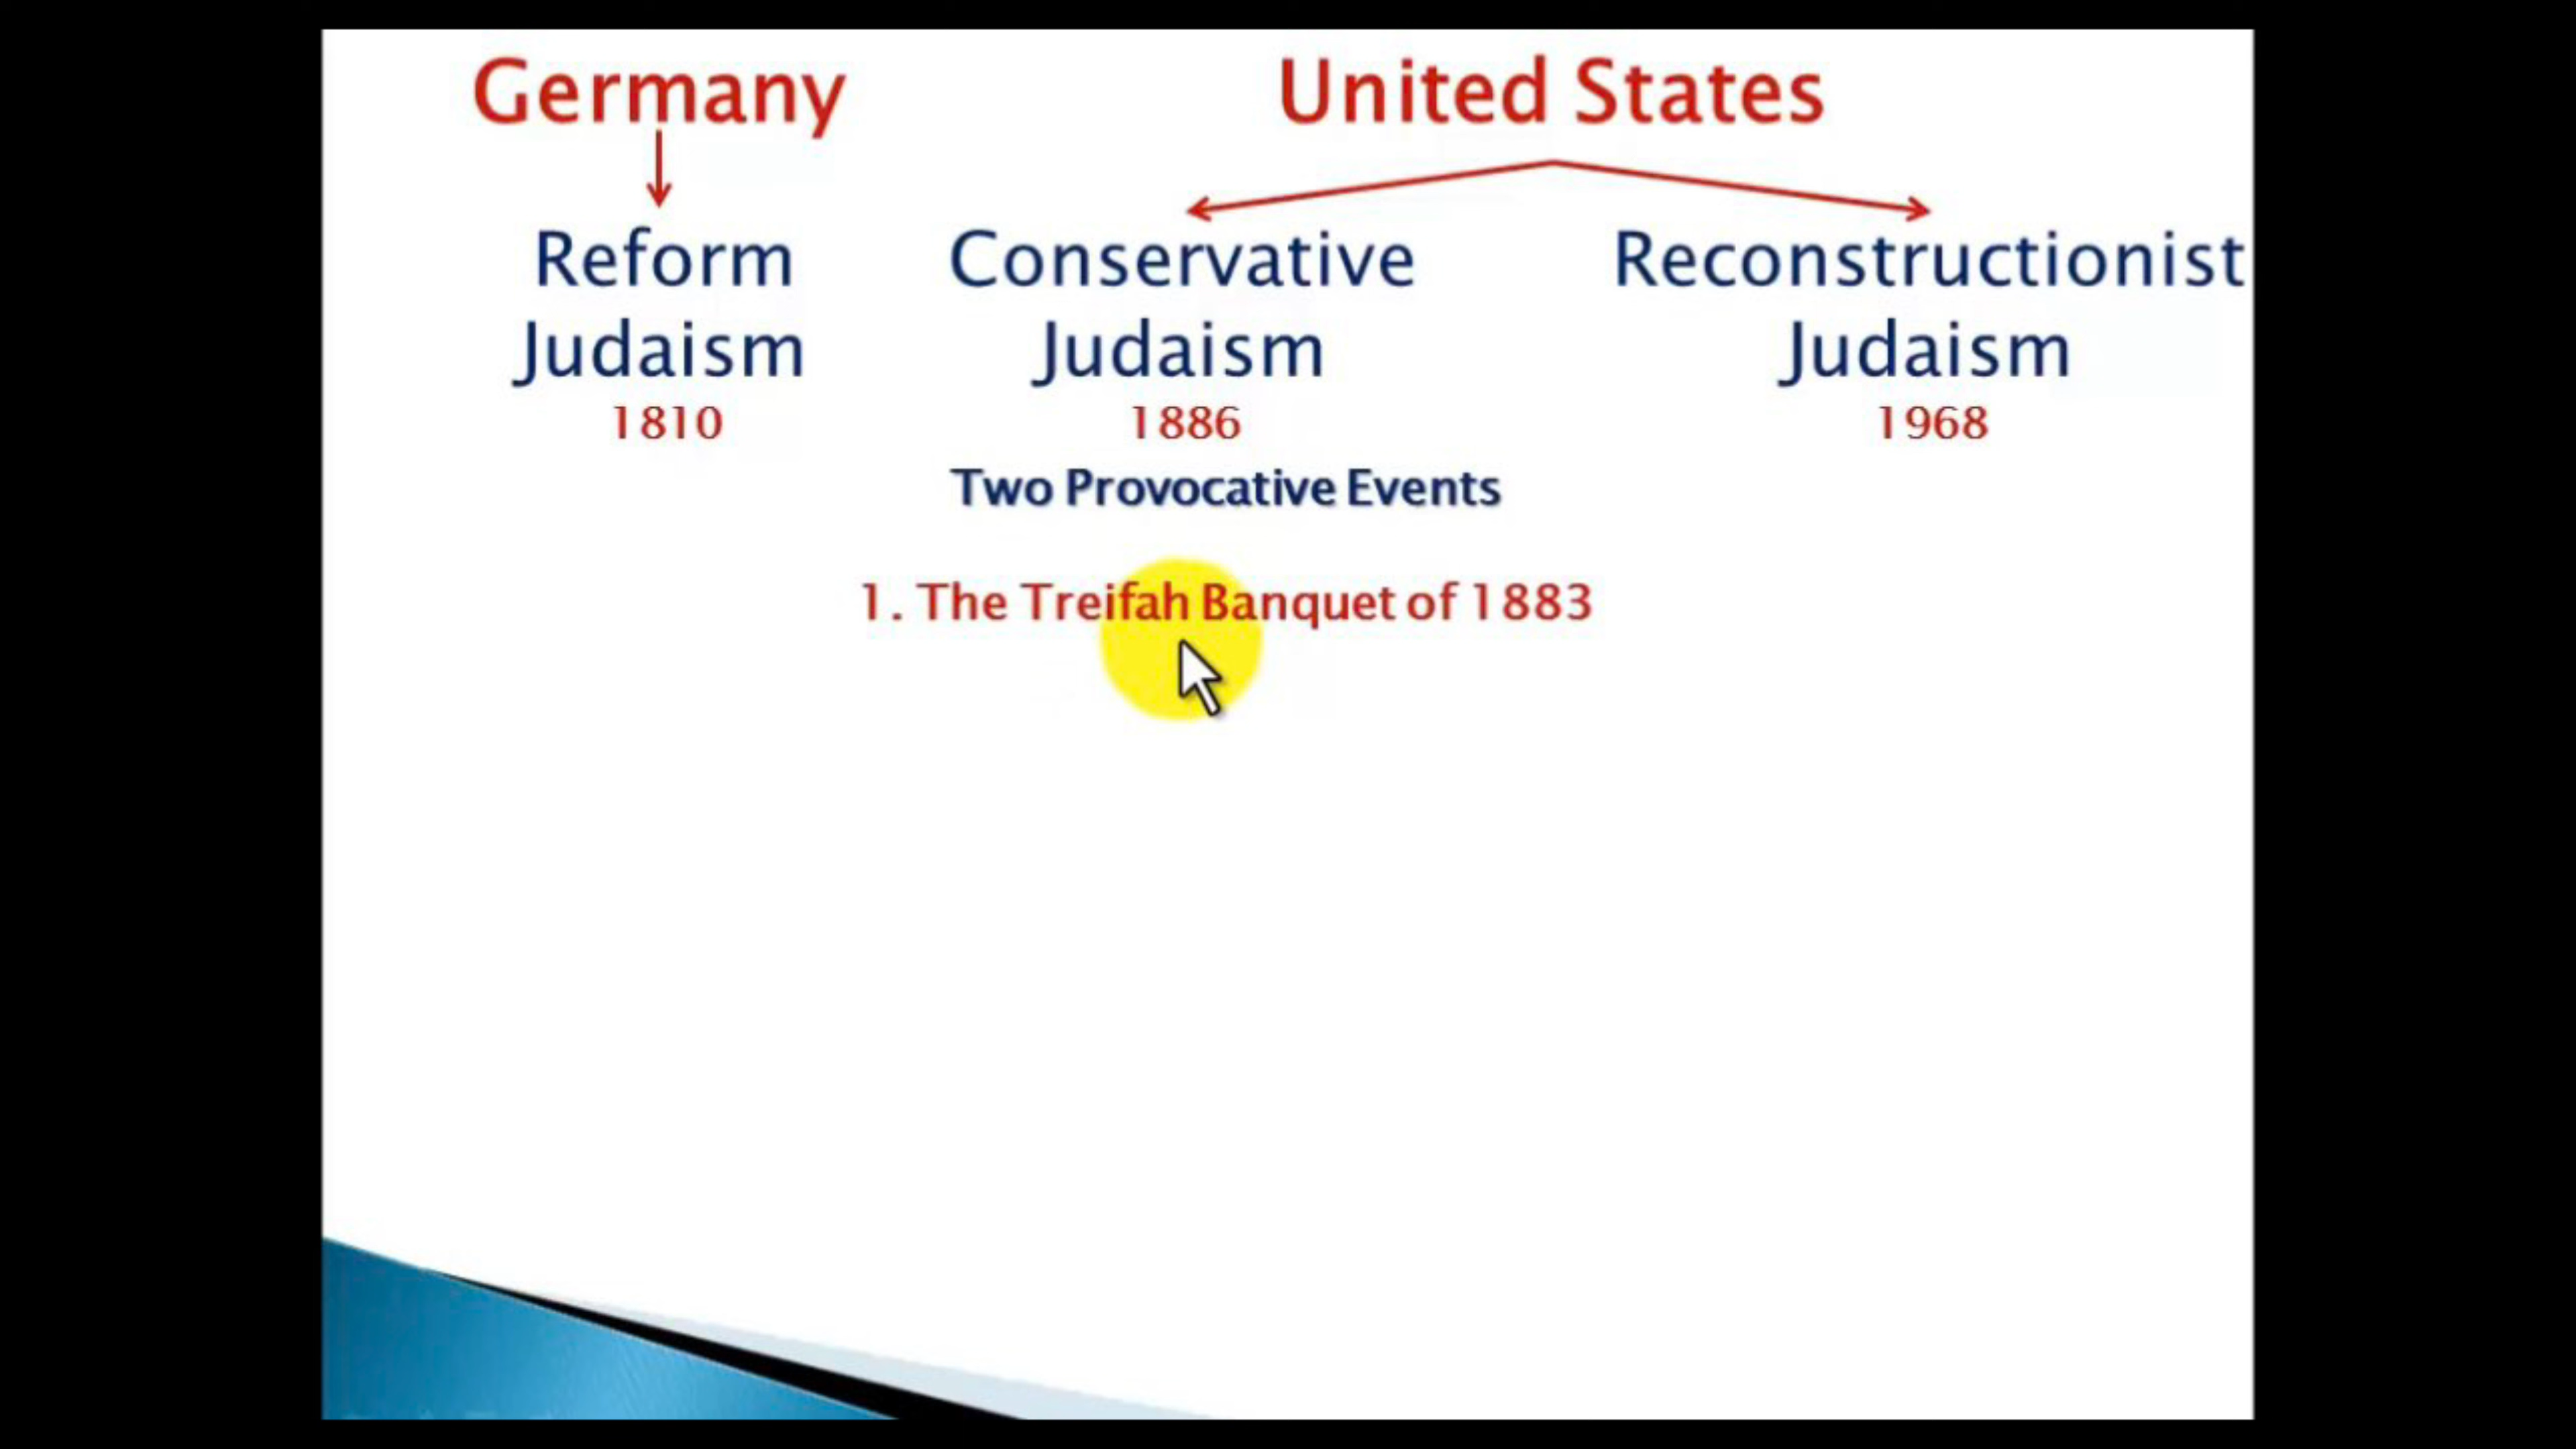 Germany
United States
Reform Judaism
1810
Conservative Judaism
1886
Reconstructionist Judaism
1968
Two Provocative Events
1. The Treifah Banquet of 1883